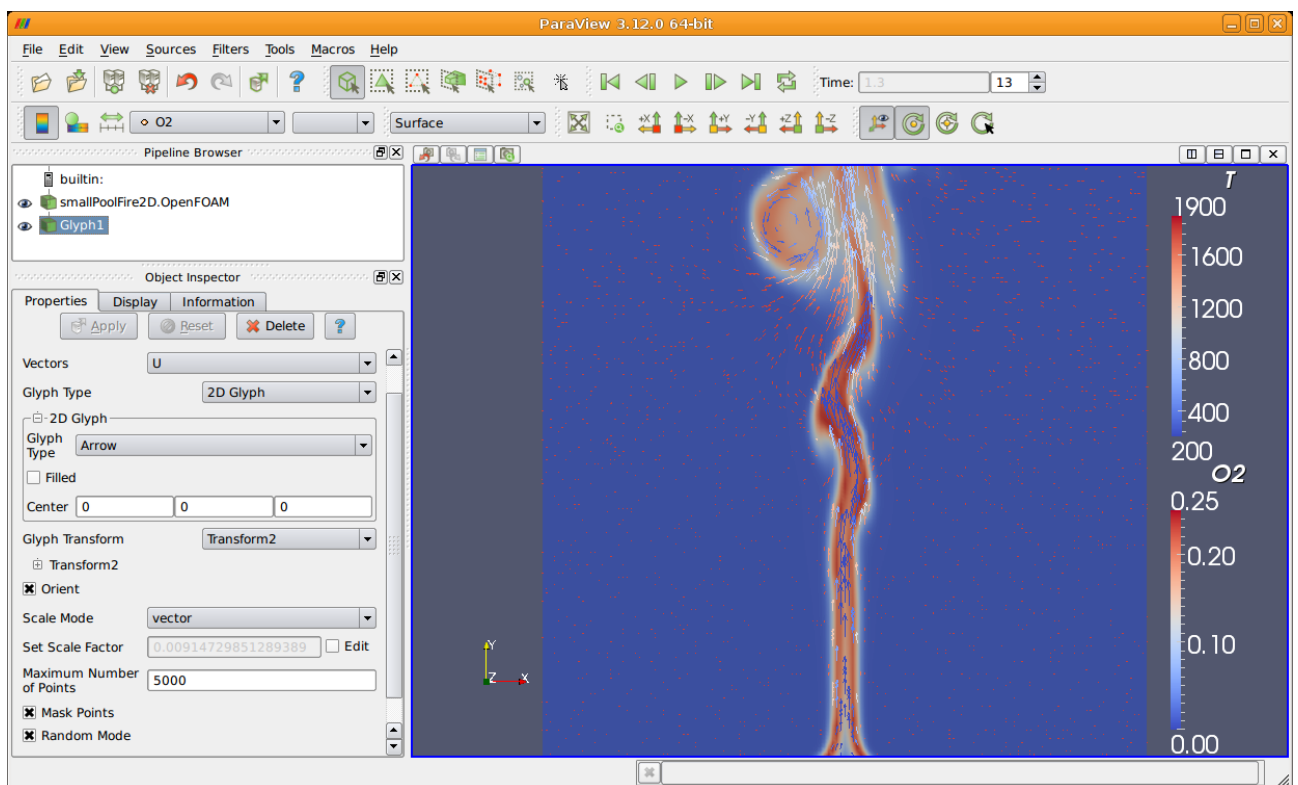 ParaView 3.12.0 64-bit
File Edit View Sources Filters Tools Macros Help
? Time: 1.3 13
O2 Surface +X -X +Y -Y +Z -Z
Pipeline Browser
builtin:
smallPoolFire2D.OpenFOAM
Glyph1
Object Inspector
Properties Display Information
Apply Reset Delete ?
Vectors U
Glyph Type 2D Glyph
2D Glyph
Glyph Type Arrow
Filled
Center 0 0 0
Glyph Transform Transform2
Transform2
Orient
Scale Mode vector
Set Scale Factor 0.00914729851289389 Edit
Maximum Number of Points 5000
Mask Points
Random Mode
Y
Z X
T
1900
1600
1200
800
400
200
O2
0.25
0.20
0.10
0.00